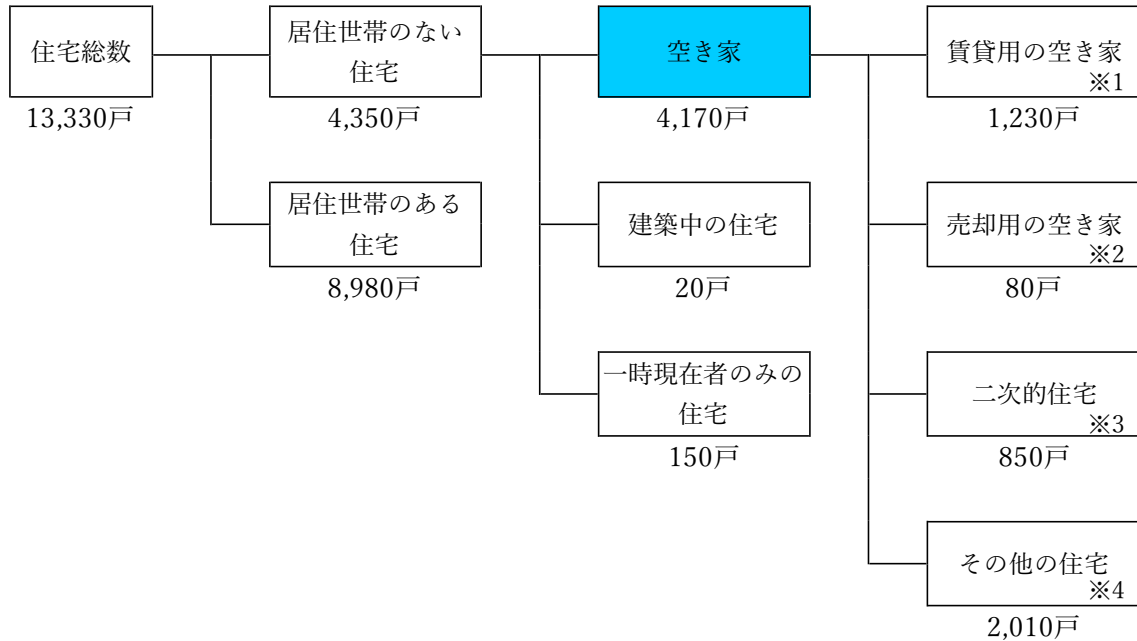 住宅総数
13,330戸
居住世帯のない
住宅
4,350戸
空き家
4,170戸
賃貸用の空き家
※1
1,230戸
居住世帯のある
住宅
8,980戸
建築中の住宅
20戸
売却用の空き家
※2
80戸
一時現在者のみの
住宅
150戸
二次的住宅
※3
850戸
その他の住宅
※4
2,010戸